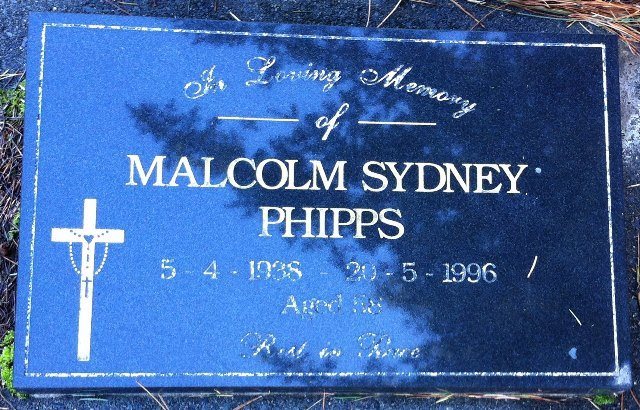 In Loving Memory
of
MALCOLM SYDNEY
PHIPPS
5 - 4 - 1938 - 20 - 5 - 1996
Aged 58
Rest in Peace